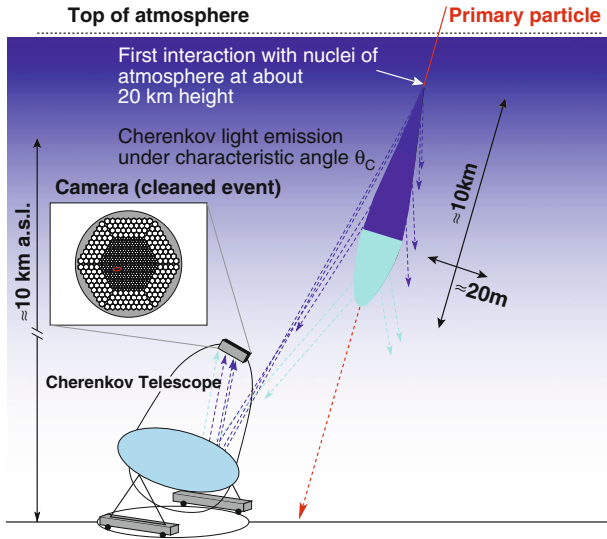 Top of atmosphere
Primary particle
First interaction with nuclei of
atmosphere at about
20 km height
Cherenkov light emission
under characteristic angle θC
Camera (cleaned event)
≈10 km a.s.l.
≈10km
≈20m
Cherenkov Telescope